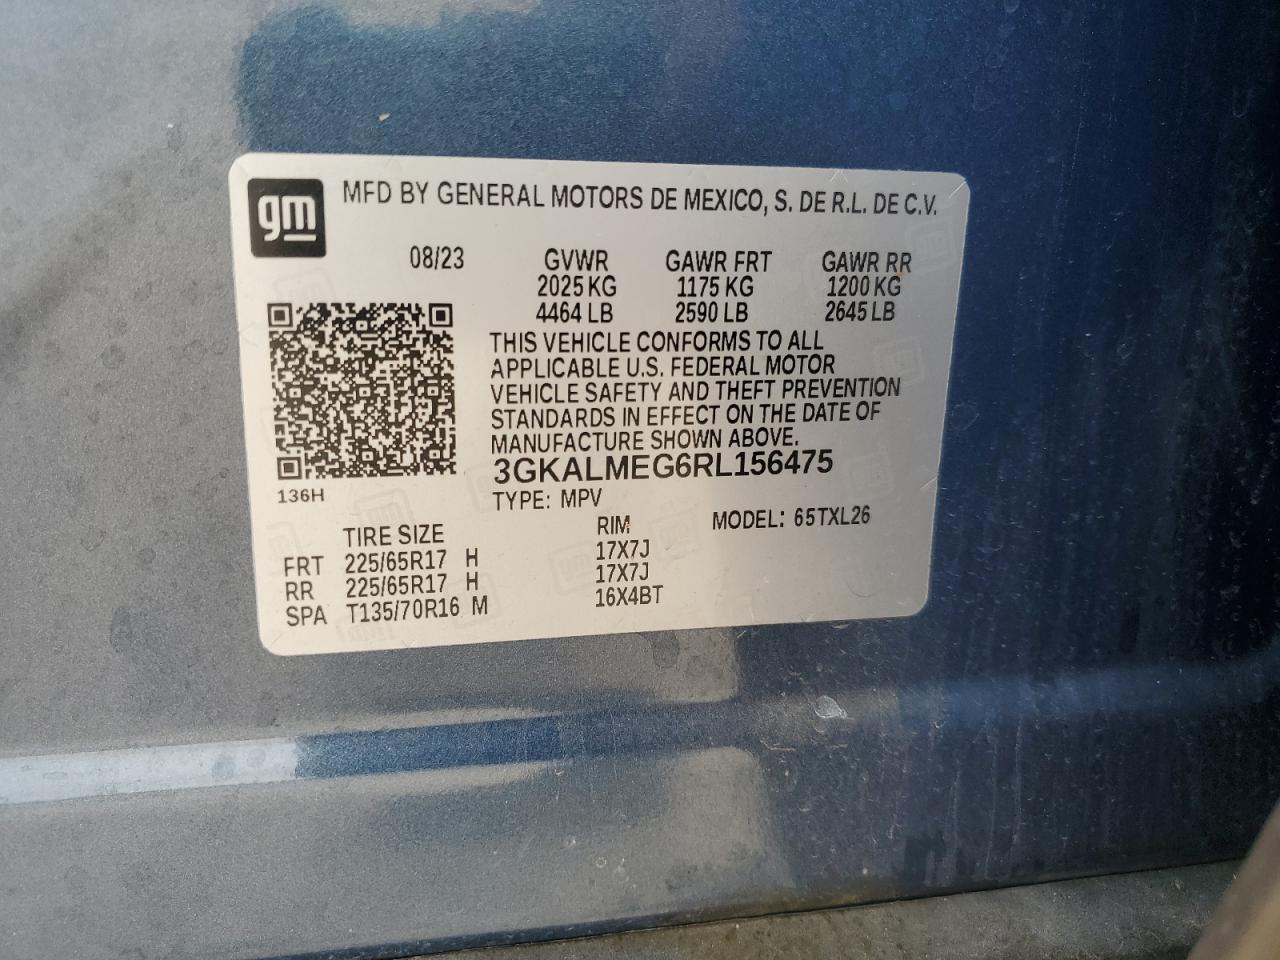 gm
MFD BY GENERAL MOTORS DE MEXICO, S. DE R.L. DE C.V.
08/23 GVWR GAWR FRT GAWR RR
2025 KG 1175 KG 1200 KG
4464 LB 2590 LB 2645 LB
THIS VEHICLE CONFORMS TO ALL
APPLICABLE U.S. FEDERAL MOTOR
VEHICLE SAFETY AND THEFT PREVENTION
STANDARDS IN EFFECT ON THE DATE OF
MANUFACTURE SHOWN ABOVE.
3GKALMEG6RL156475
136H
TYPE: MPV
MODEL: 65TXL26
TIRE SIZE RIM
FRT 225/65R17 H 17X7J
RR 225/65R17 H 17X7J
SPA T135/70R16 M 16X4BT